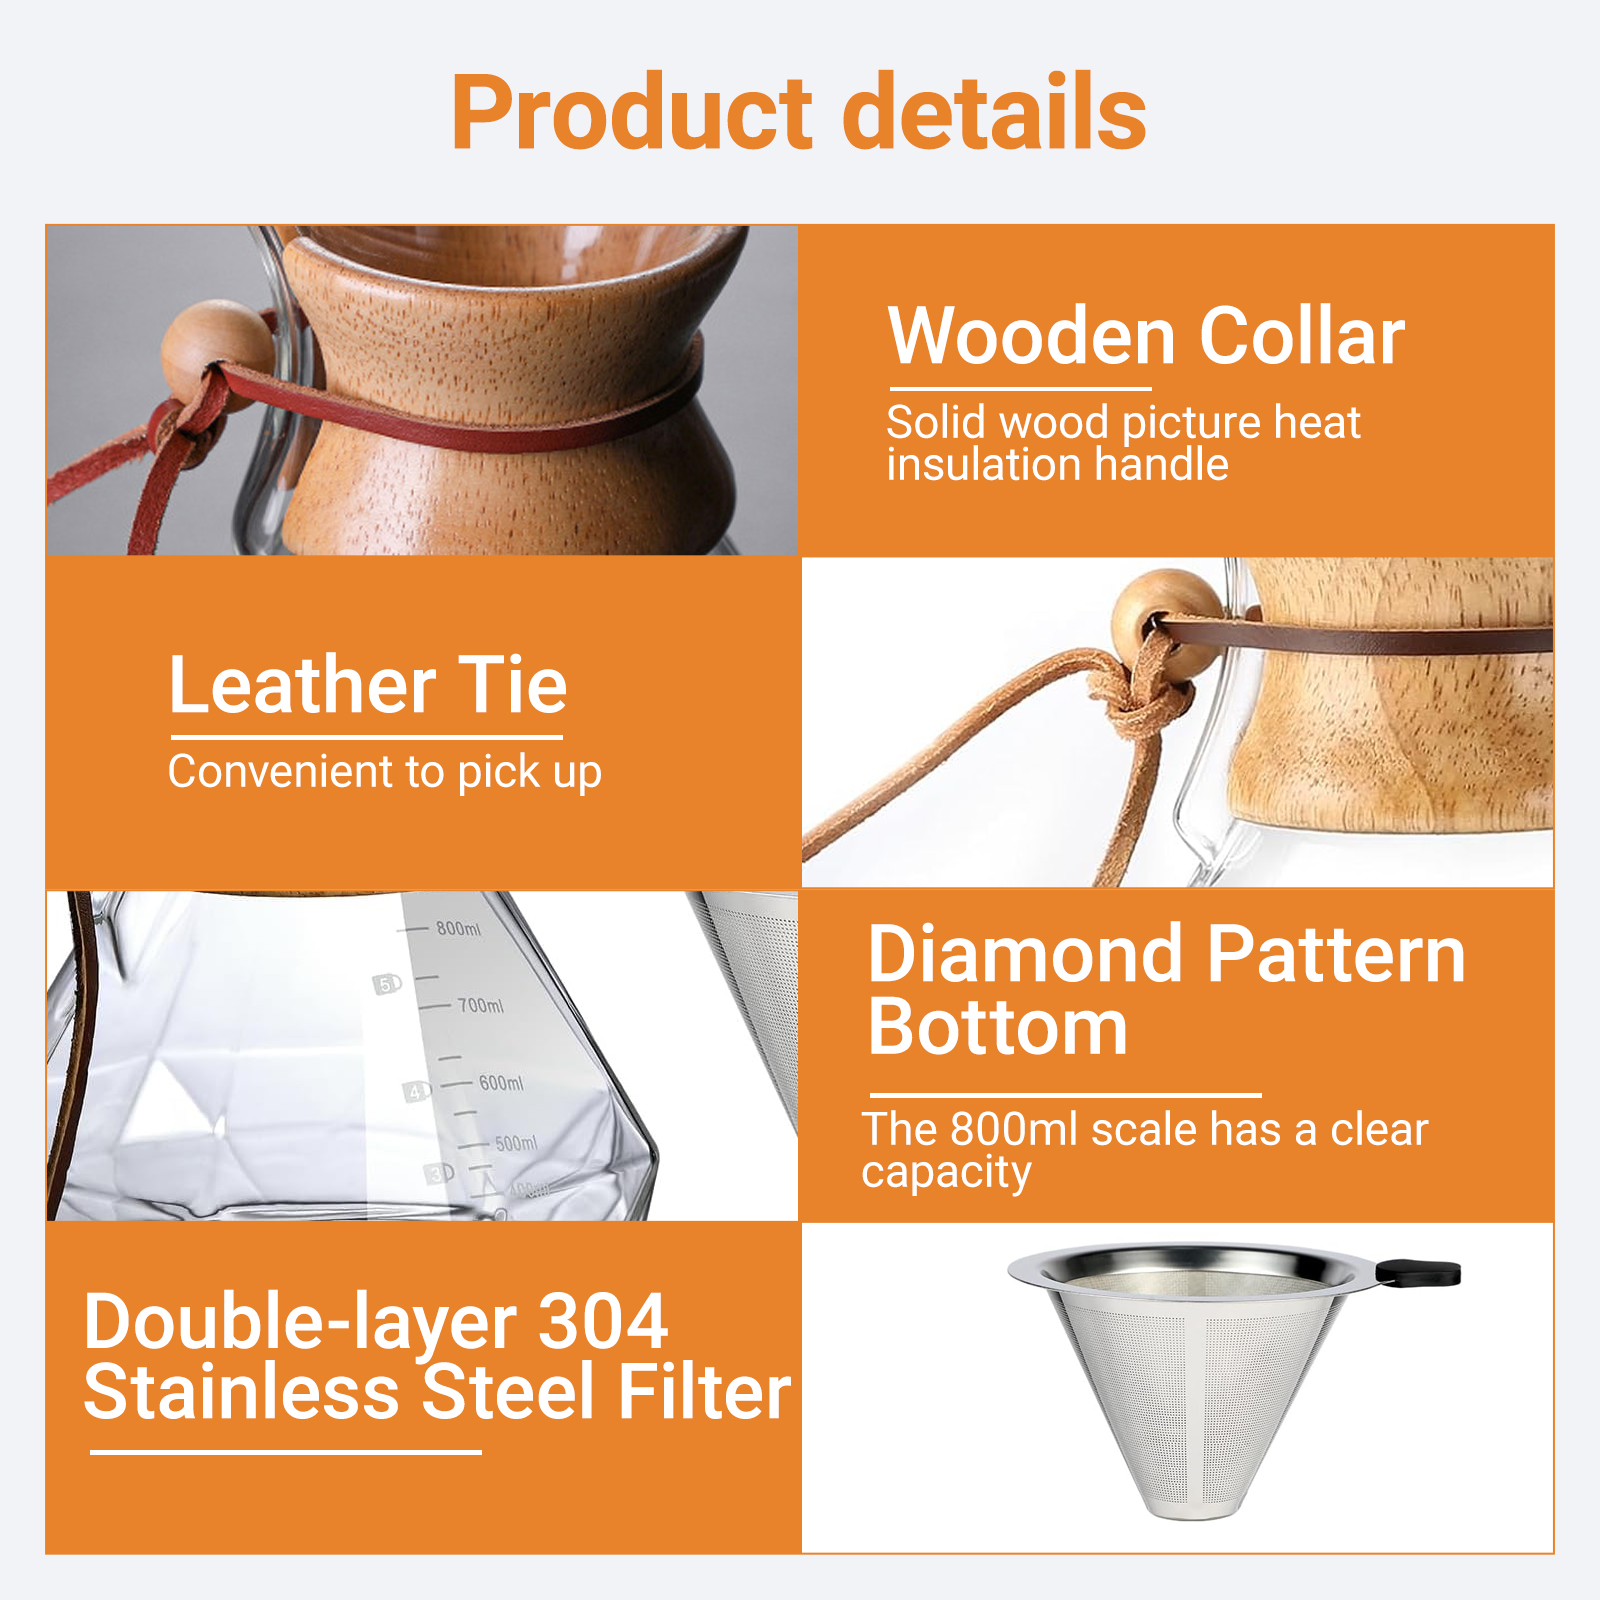 Product details
Wooden Collar
Solid wood picture heat
insulation handle
Leather Tie
Convenient to pick up
800ml
5
700ml
4
600ml
500ml
3
400ml
Diamond Pattern
Bottom
The 800ml scale has a clear
capacity
Double-layer 304
Stainless Steel Filter